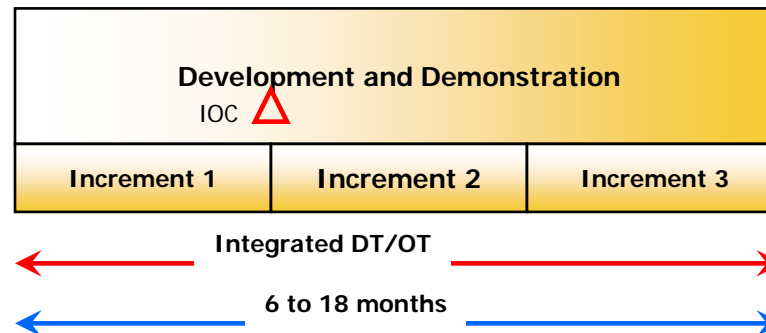 Development and Demonstration
IOC
Increment 1
Increment 2
Increment 3
Integrated DT/OT
6 to 18 months